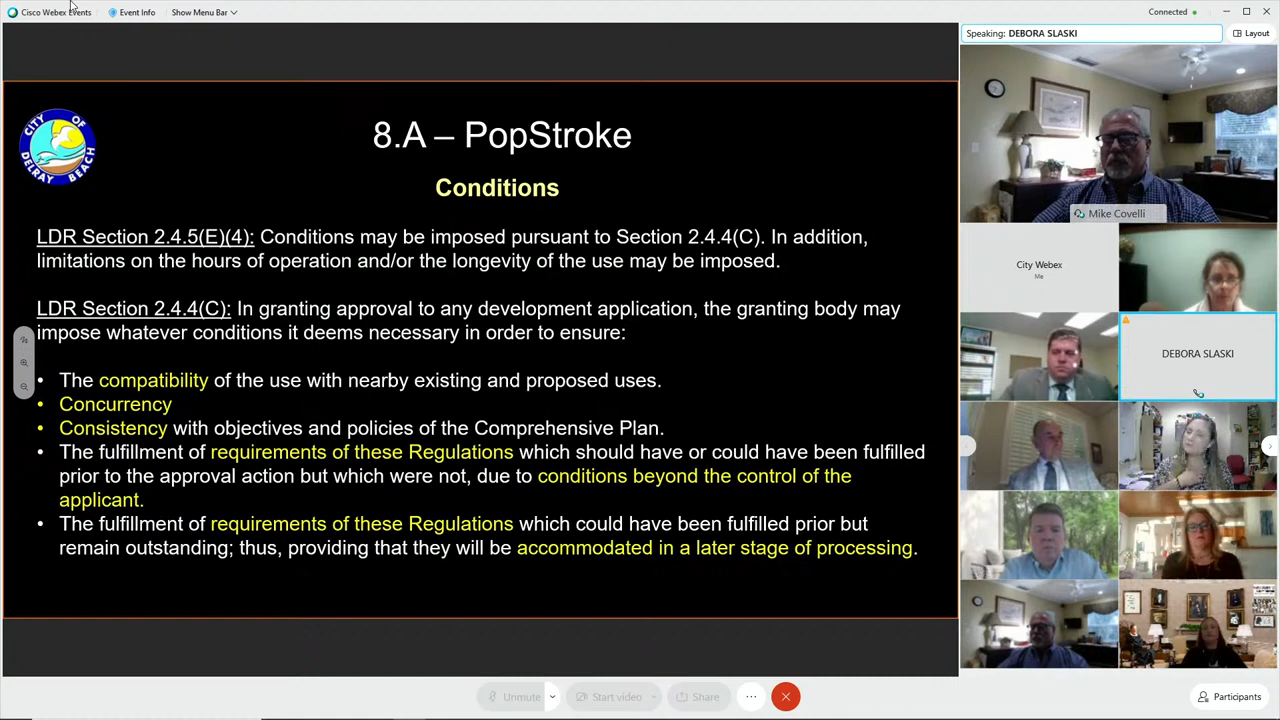 Cisco Webex Events
Event Info
Show Menu Bar
Connected
Speaking: DEBORA SLASKI
Layout
CITY OF
DELRAY BEACH
8.A – PopStroke
Conditions
LDR Section 2.4.5(E)(4): Conditions may be imposed pursuant to Section 2.4.4(C). In addition,
limitations on the hours of operation and/or the longevity of the use may be imposed.
LDR Section 2.4.4(C): In granting approval to any development application, the granting body may
impose whatever conditions it deems necessary in order to ensure:
• The compatibility of the use with nearby existing and proposed uses.
• Concurrency
• Consistency with objectives and policies of the Comprehensive Plan.
• The fulfillment of requirements of these Regulations which should have or could have been fulfilled
prior to the approval action but which were not, due to conditions beyond the control of the
applicant.
• The fulfillment of requirements of these Regulations which could have been fulfilled prior but
remain outstanding; thus, providing that they will be accommodated in a later stage of processing.
Mike Covelli
City Webex
Me
DEBORA SLASKI
Unmute
Start video
Share
Participants